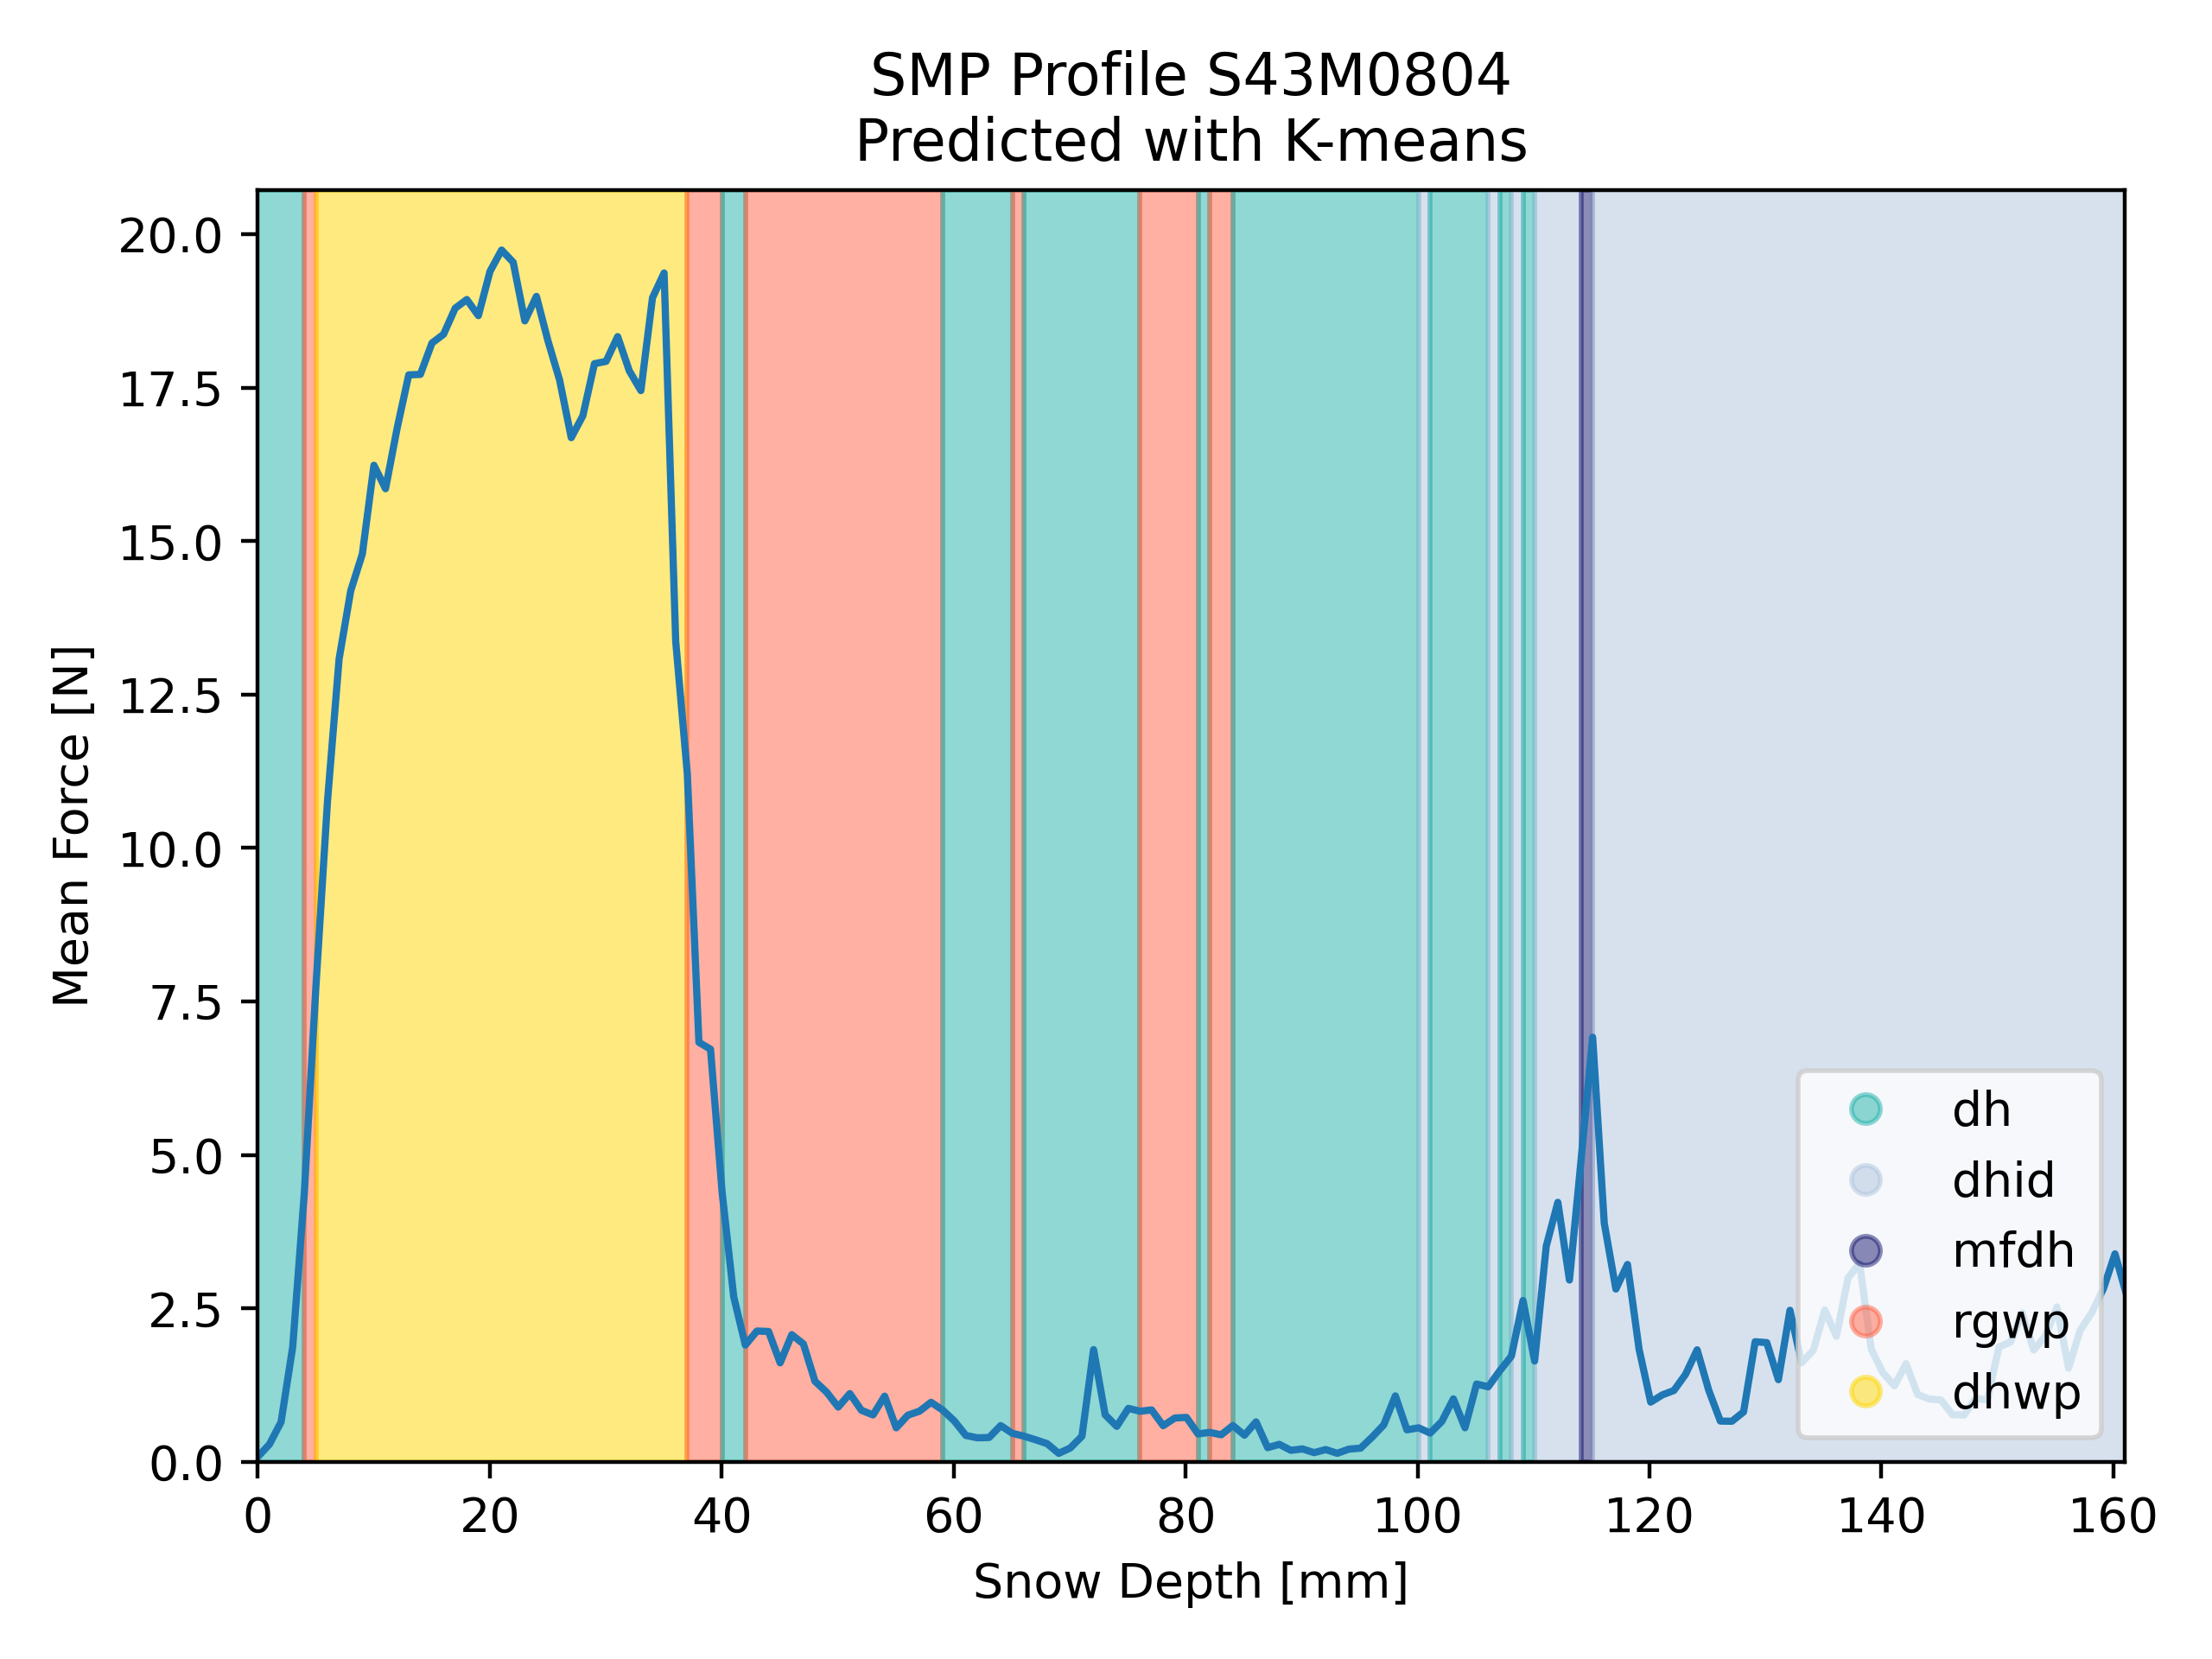 SMP Profile S43M0804
Predicted with K-means
Mean Force [N]
20.0
17.5
15.0
12.5
10.0
7.5
5.0
2.5
0.0
dh
dhid
mfdh
rgwp
dhwp
0 20 40 60 80 100 120 140 160
Snow Depth [mm]